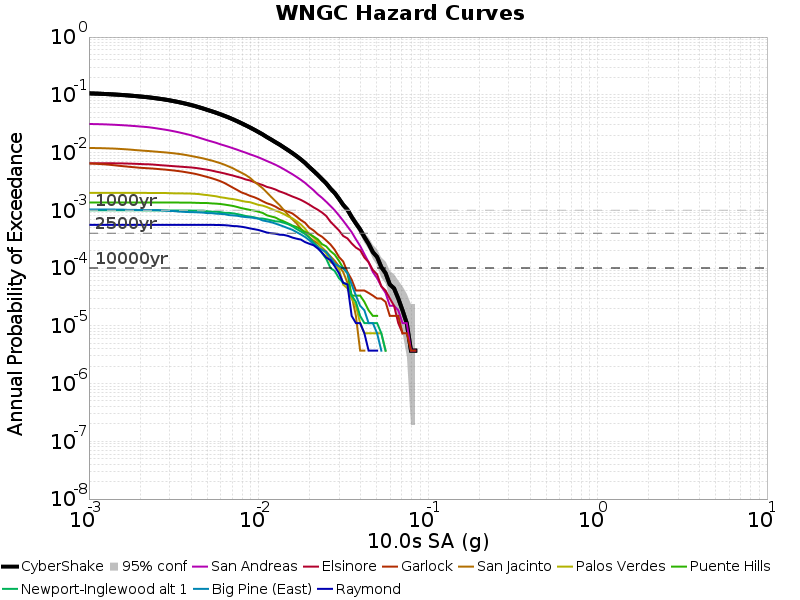 WNGC Hazard Curves
Annual Probability of Exceedance
10^0
10^-1
10^-2
10^-3
10^-4
10^-5
10^-6
10^-7
10^-8
1000yr
2500yr
10000yr
10^-3 10^-2 10^-1 10^0 10^1
10.0s SA (g)
CyberShake 95% conf San Andreas Elsinore Garlock San Jacinto Palos Verdes Puente Hills
Newport-Inglewood alt 1 Big Pine (East) Raymond